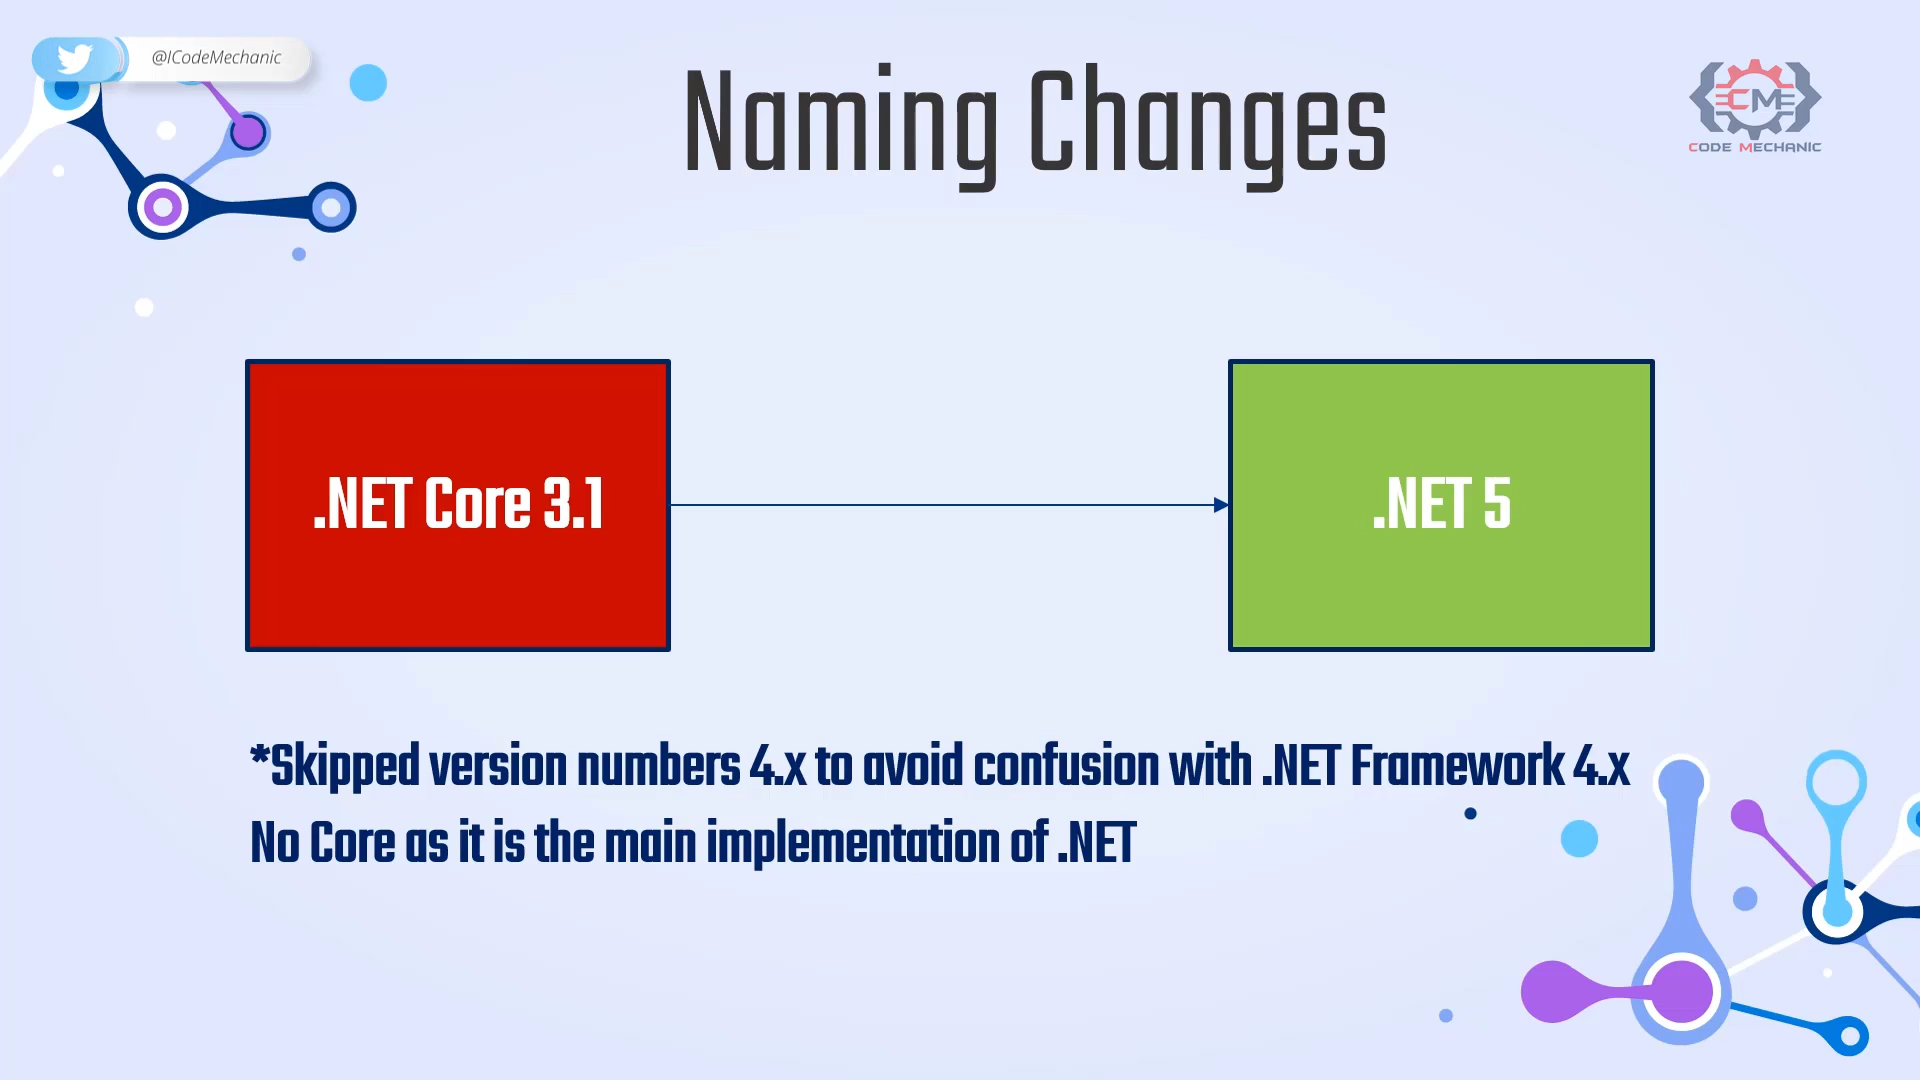 @ICodeMechanic
Naming Changes
CME
CODE MECHANIC
.NET Core 3.1
.NET 5
*Skipped version numbers 4.x to avoid confusion with .NET Framework 4.x
No Core as it is the main implementation of .NET